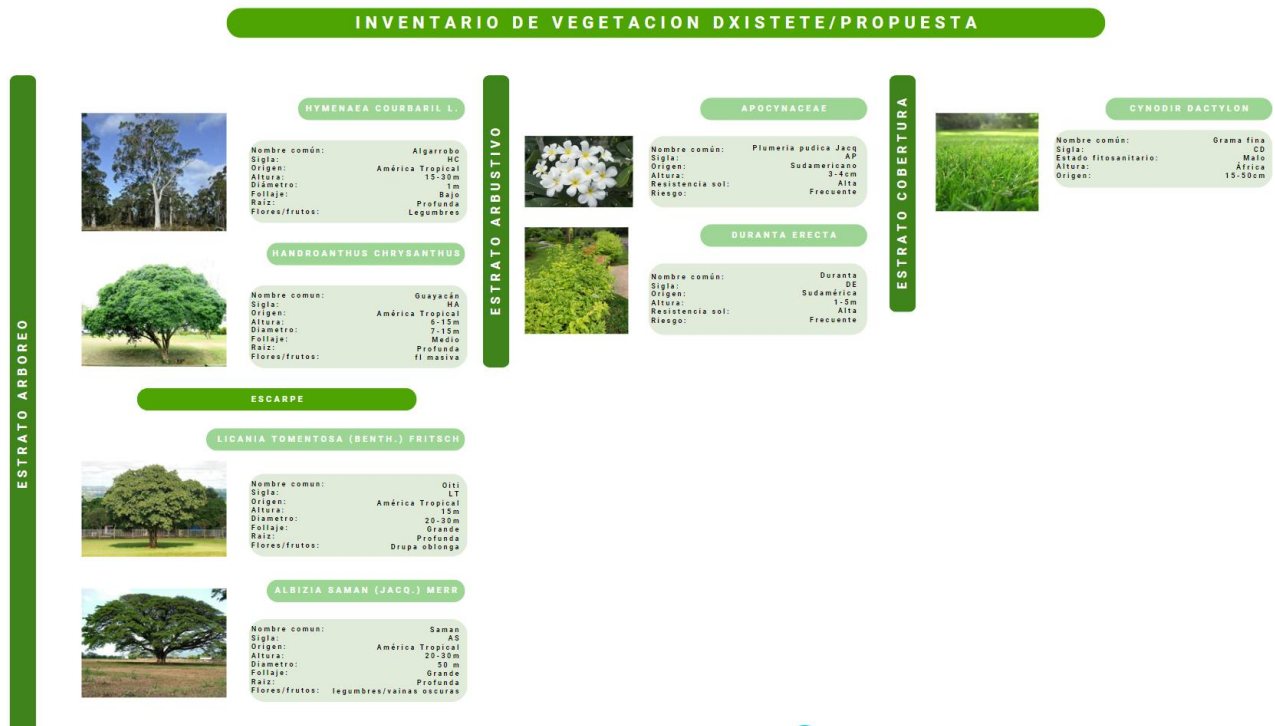 INVENTARIO DE VEGETACION DXISTETE/PROPUESTA
ESTRATO ARBOREO
HYMENAEA COURBARIL L.
Nombre común: Algarrobo
Sigla: HC
Origen: América Tropical
Altura: 15-30m
Diámetro: 1m
Follaje: Bajo
Raíz: Profunda
Flores/frutos: Legumbres
HANDROANTHUS CHRYSANTHUS
Nombre comun: Guayacán
Sigla: HA
Origen: América Tropical
Altura: 6-15m
Diametro: 7-15m
Follaje: Medio
Raiz: Profunda
Flores/frutos: fl masiva
ESCARPE
LICANIA TOMENTOSA (BENTH.) FRITSCH
Nombre comun: Oiti
Sigla: LT
Origen: América Tropical
Altura: 15m
Diametro: 20-30m
Follaje: Grande
Raiz: Profunda
Flores/frutos: Drupa oblonga
ALBIZIA SAMAN (JACQ.) MERR
Nombre comun: Saman
Sigla: AS
Origen: América Tropical
Altura: 20-30m
Diametro: 50 m
Follaje: Grande
Raiz: Profunda
Flores/frutos: legumbres/vainas oscuras
ESTRATO ARBUSTIVO
APOCYNACEAE
Nombre común: Plumeria pudica Jacq
Sigla: AP
Origen: Sudamericano
Altura: 3-4cm
Resistencia sol: Alta
Riesgo: Frecuente
DURANTA ERECTA
Nombre común: Duranta
Sigla: DE
Origen: Sudamérica
Altura: 1-5m
Resistencia sol: Alta
Riesgo: Frecuente
ESTRATO COBERTURA
CYNODIR DACTYLON
Nombre común: Grama fina
Sigla: CD
Estado fitosanitario: Malo
Altura: África
Origen: 15-50cm